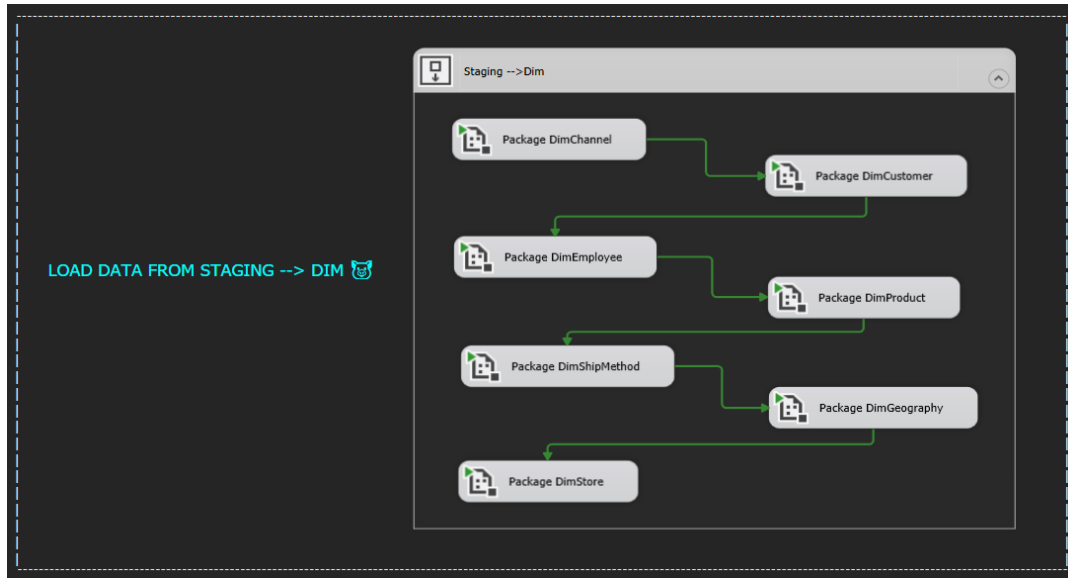 Staging -->Dim
Package DimChannel
Package DimCustomer
Package DimEmployee
LOAD DATA FROM STAGING --> DIM 🐷
Package DimProduct
Package DimShipMethod
Package DimGeography
Package DimStore